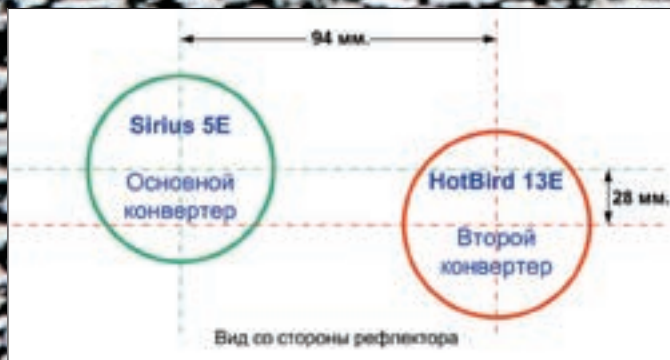 94 мм.
Sirius 5E
Основной
конвертер
HotBird 13E
Второй
конвертер
28 мм.
Вид со стороны рефлектора